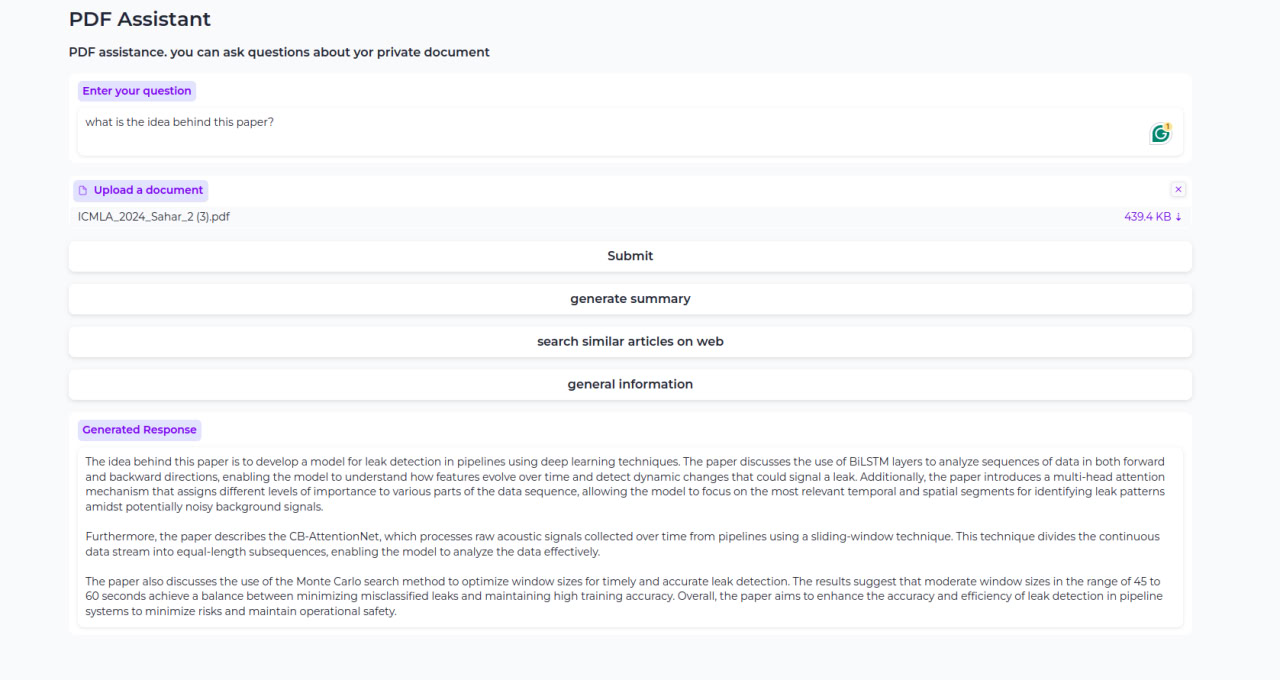 PDF Assistant
PDF assistance. you can ask questions about yor private document
Enter your question
what is the idea behind this paper?
1
Upload a document
ICMLA_2024_Sahar_2 (3).pdf
439.4 KB ↓
Submit
generate summary
search similar articles on web
general information
Generated Response
The idea behind this paper is to develop a model for leak detection in pipelines using deep learning techniques. The paper discusses the use of BiLSTM layers to analyze sequences of data in both forward
and backward directions, enabling the model to understand how features evolve over time and detect dynamic changes that could signal a leak. Additionally, the paper introduces a multi-head attention
mechanism that assigns different levels of importance to various parts of the data sequence, allowing the model to focus on the most relevant temporal and spatial segments for identifying leak patterns
amidst potentially noisy background signals.
Furthermore, the paper describes the CB-AttentionNet, which processes raw acoustic signals collected over time from pipelines using a sliding-window technique. This technique divides the continuous
data stream into equal-length subsequences, enabling the model to analyze the data effectively.
The paper also discusses the use of the Monte Carlo search method to optimize window sizes for timely and accurate leak detection. The results suggest that moderate window sizes in the range of 45 to
60 seconds achieve a balance between minimizing misclassified leaks and maintaining high training accuracy. Overall, the paper aims to enhance the accuracy and efficiency of leak detection in pipeline
systems to minimize risks and maintain operational safety.